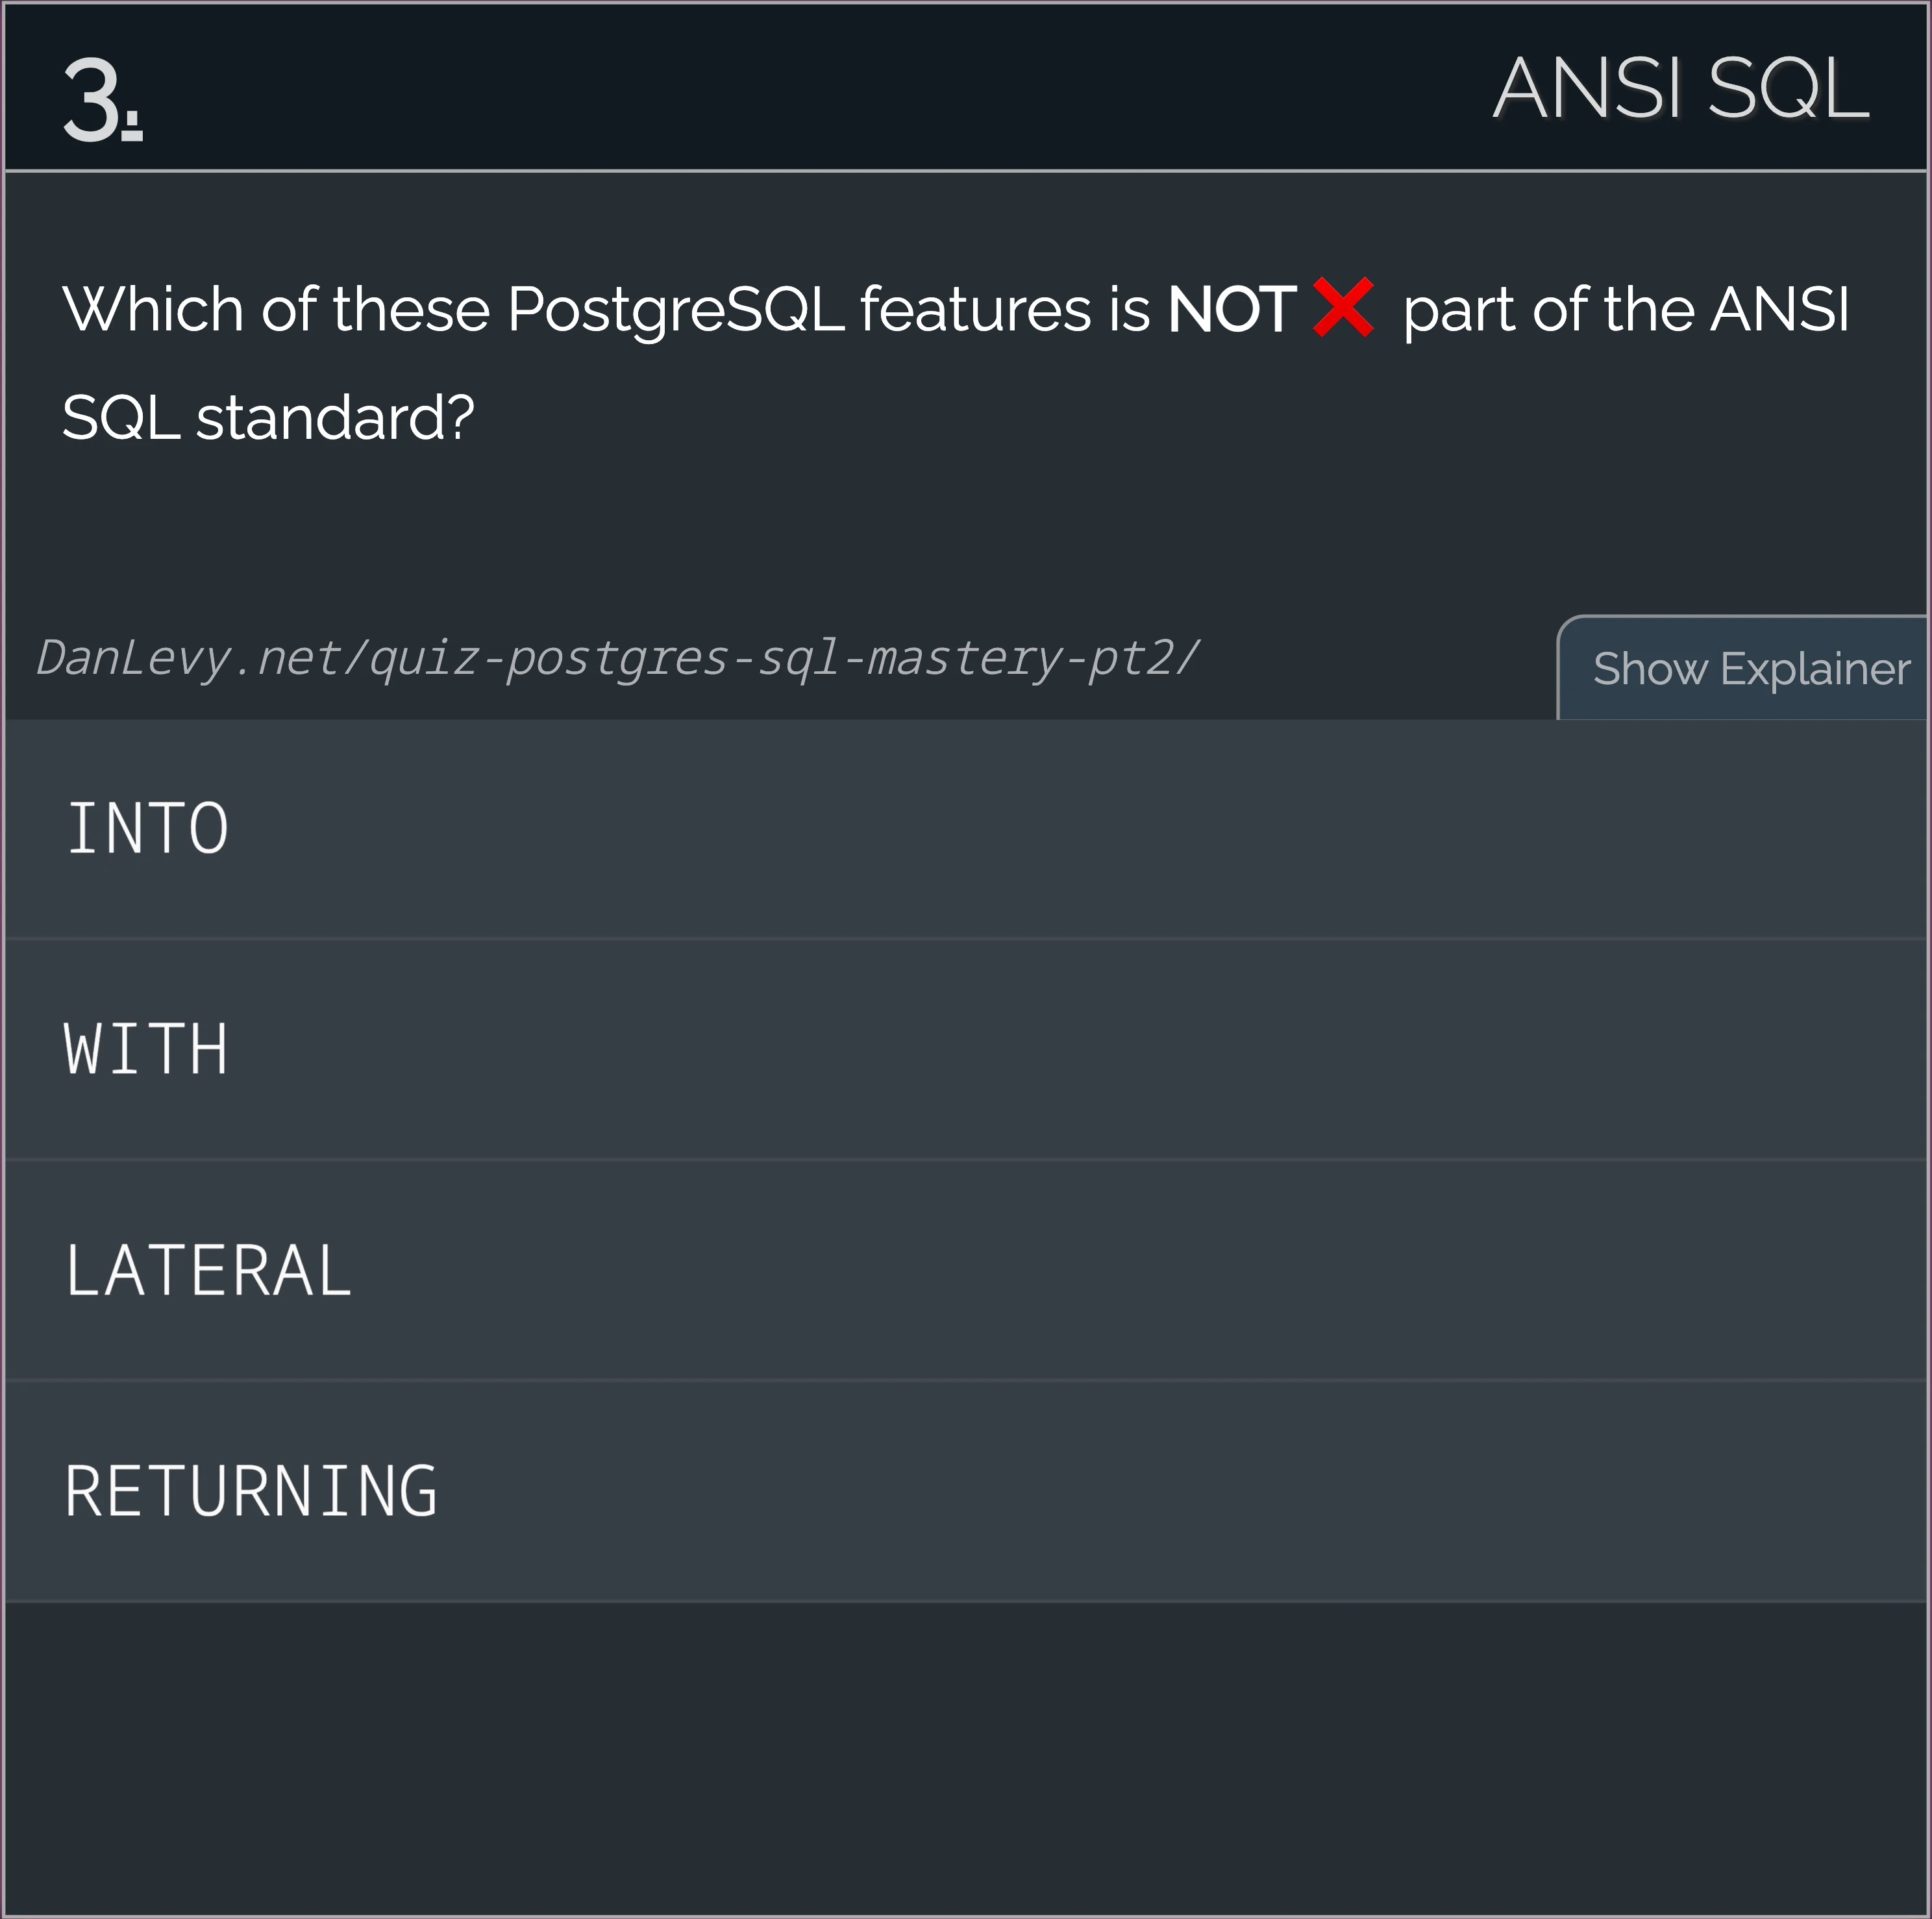 3.
ANSI SQL
Which of these PostgreSQL features is NOT ❌ part of the ANSI
SQL standard?
DanLevy.net/quiz-postgres-sql-mastery-pt2/
Show Explainer
INTO
WITH
LATERAL
RETURNING